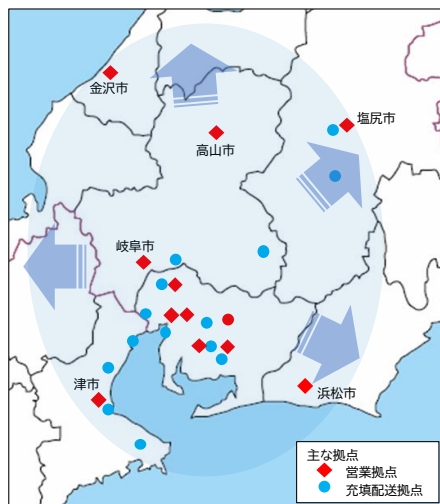 金沢市
塩尻市
高山市
岐阜市
津市
浜松市
主な拠点
営業拠点
充填配送拠点